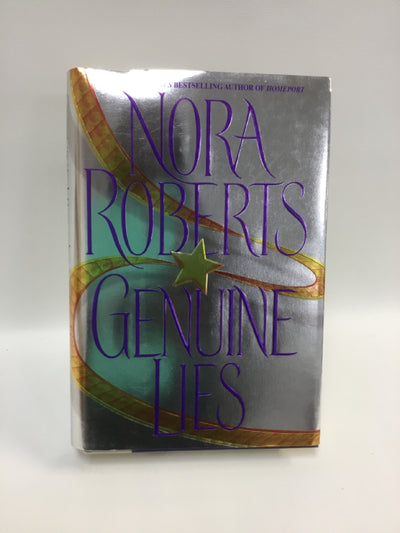 BESTSELLING AUTHOR OF HOMEPORT
NORA
ROBERTS
GENUINE
LIES